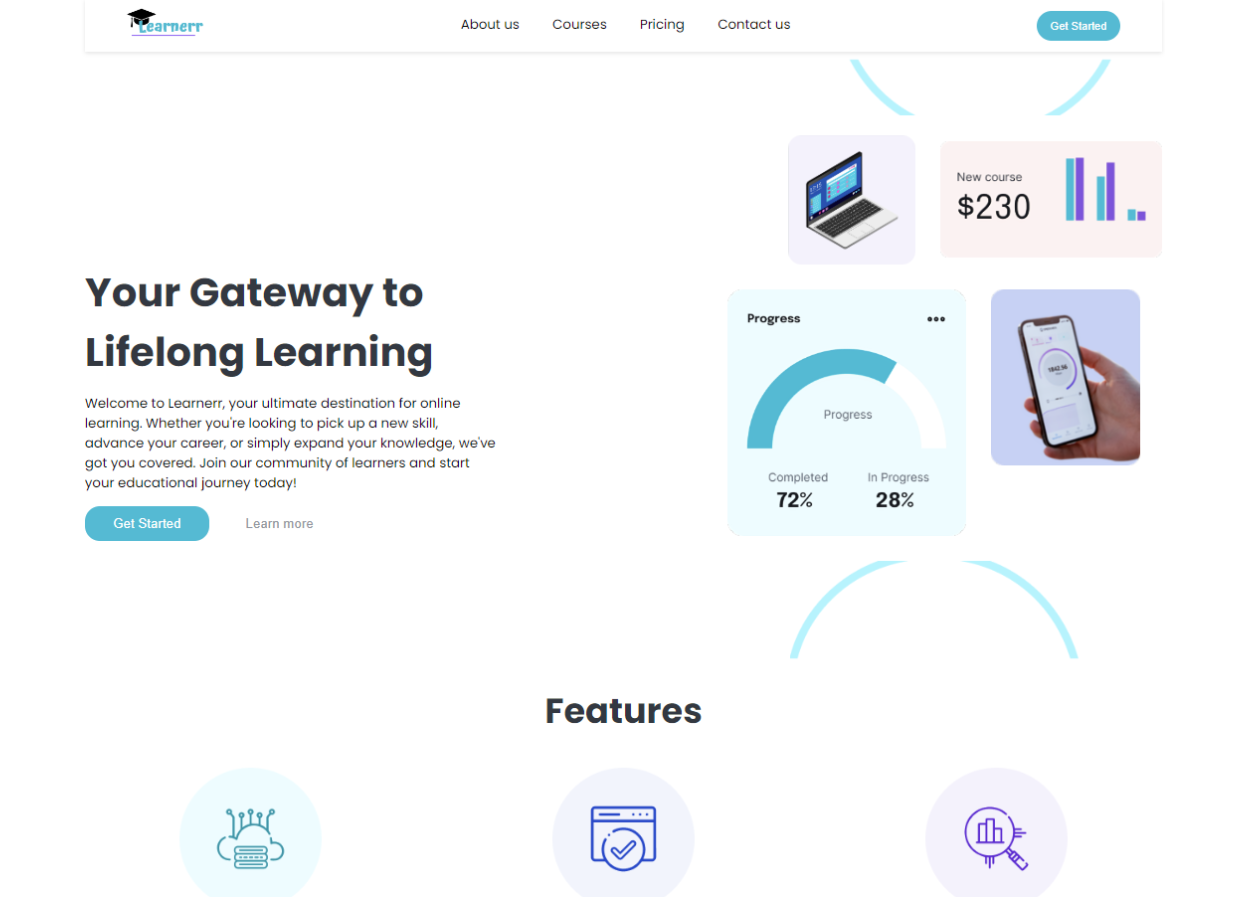 Learnerr
About us
Courses
Pricing
Contact us
Get Started
New course
$230
Your Gateway to
Lifelong Learning
Welcome to Learnerr, your ultimate destination for online
learning. Whether you're looking to pick up a new skill,
advance your career, or simply expand your knowledge, we've
got you covered. Join our community of learners and start
your educational journey today!
Get Started
Learn more
Progress
Progress
Completed
In Progress
72%
28%
Features